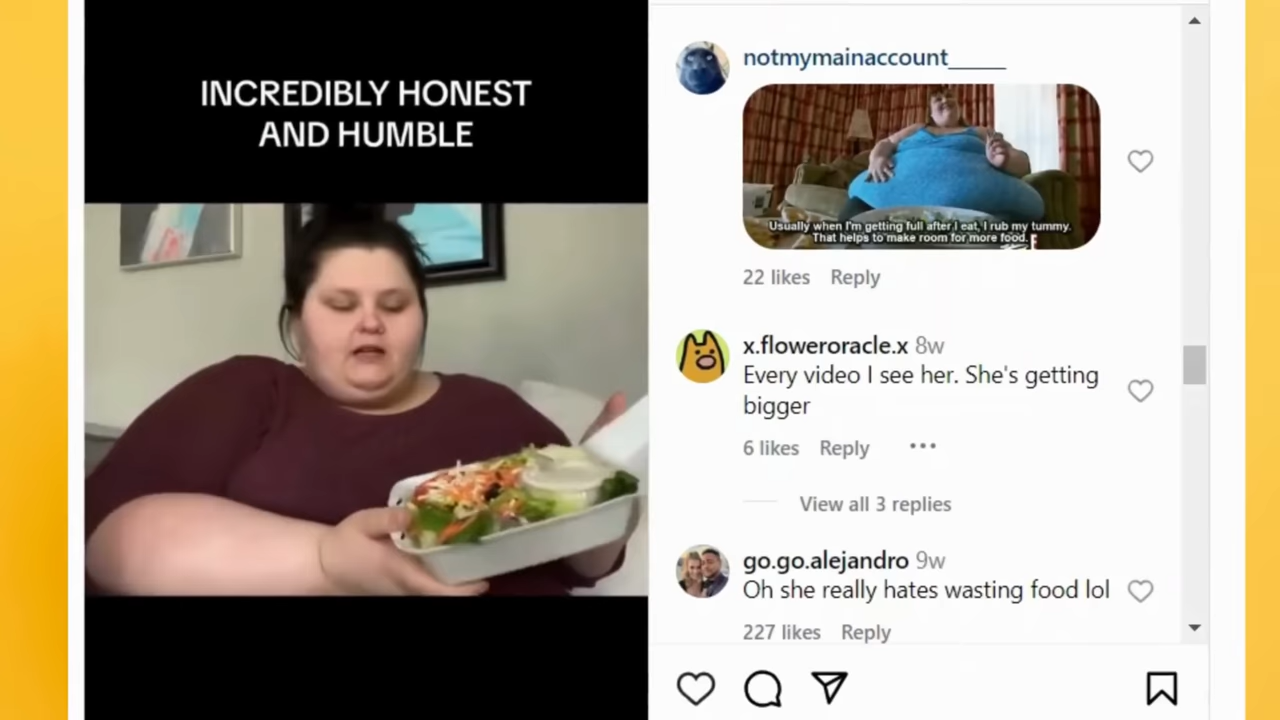 INCREDIBLY HONEST
AND HUMBLE
notmymainaccount_____
Usually when I'm getting full after I eat, I rub my tummy.
That helps to make room for more food.
22 likes Reply
x.floweroracle.x 8w
Every video I see her. She's getting
bigger
6 likes Reply
View all 3 replies
go.go.alejandro 9w
Oh she really hates wasting food lol
227 likes Reply